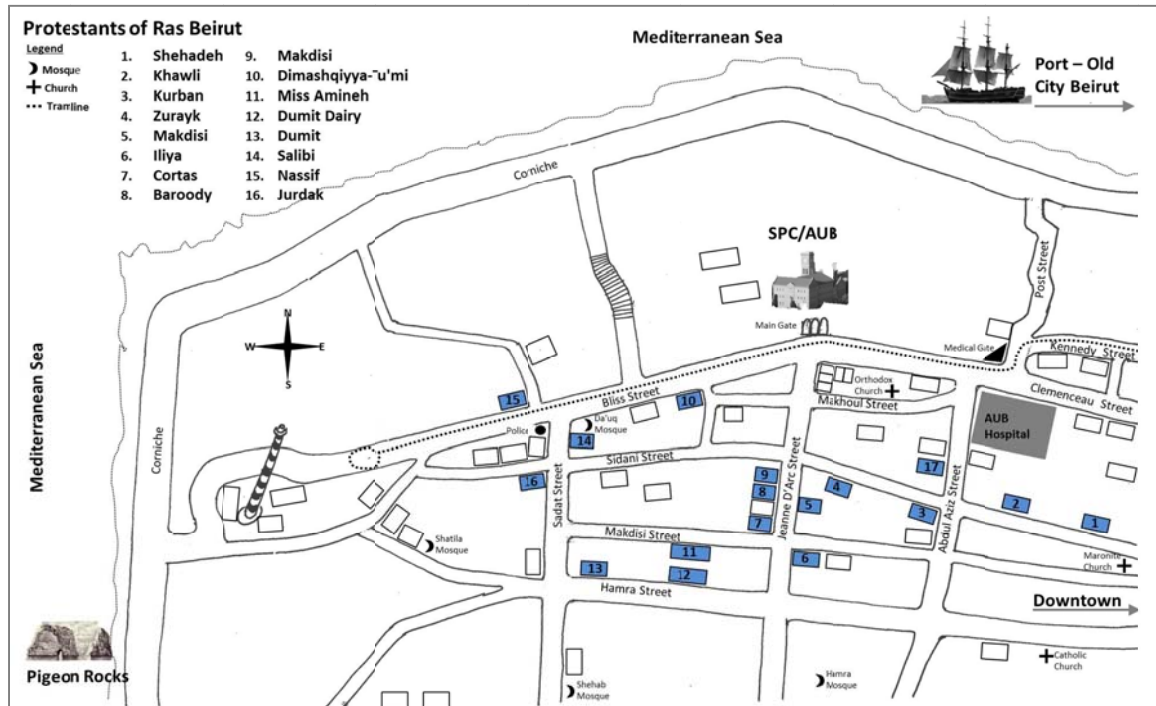 Protestants of Ras Beirut
Legend
Mosque
Church
Tramline
1. Shehadeh
2. Khawli
3. Kurban
4. Zurayk
5. Makdisi
6. Iliya
7. Cortas
8. Baroody
9. Makdisi
10. Dimashqiyya-Tu'mi
11. Miss Amineh
12. Dumit Dairy
13. Dumit
14. Salibi
15. Nassif
16. Jurdak
Mediterranean Sea
Port – Old
City Beirut
Corniche
SPC/AUB
Main Gate
Post Street
Medical Gate
Kennedy Street
Clemenceau Street
N
W E
S
Mediterranean Sea
Corniche
Bliss Street
Orthodox
Church
Makhoul Street
AUB
Hospital
15
10
Police
Da'uq
Mosque
14
Sidani Street
16
Sadat Street
9
8
7
Jeanne D'Arc Street
4
5
17
3
Abdul Aziz Street
2
1
Makdisi Street
Shatila
Mosque
11
13
12
6
Maronite
Church
Hamra Street
Downtown
Pigeon Rocks
Shehab
Mosque
Hamra
Mosque
Catholic
Church